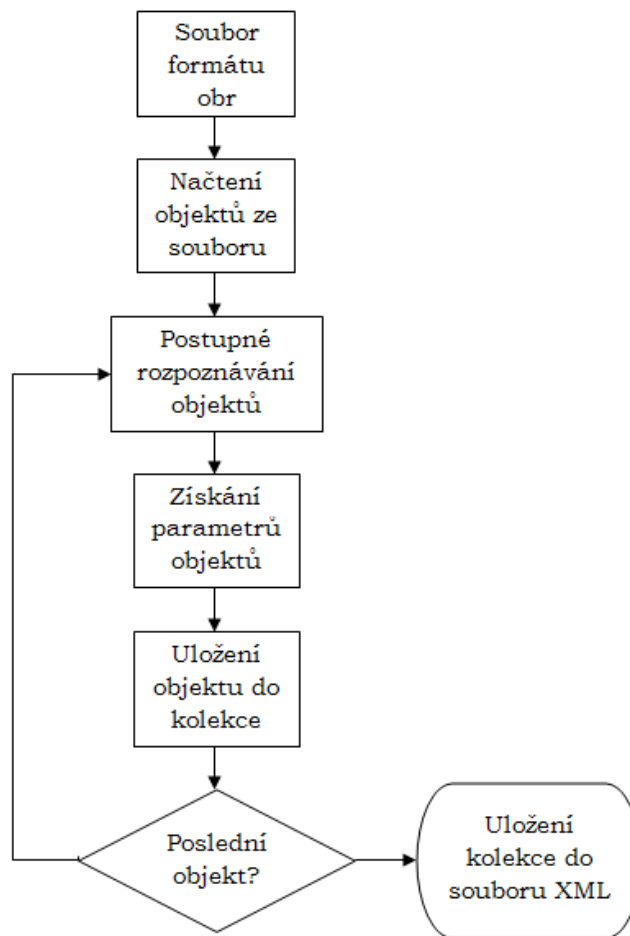 Soubor
formátu
obr
Načtení
objektů ze
souboru
Postupné
rozpoznávání
objektů
Získání
parametrů
objektů
Uložení
objektu do
kolekce
Poslední
objekt?
Uložení
kolekce do
souboru XML